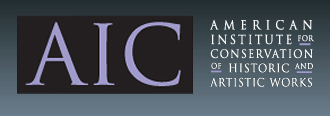 AIC
AMERICAN
INSTITUTE FOR
CONSERVATION
OF HISTORIC AND
ARTISTIC WORKS